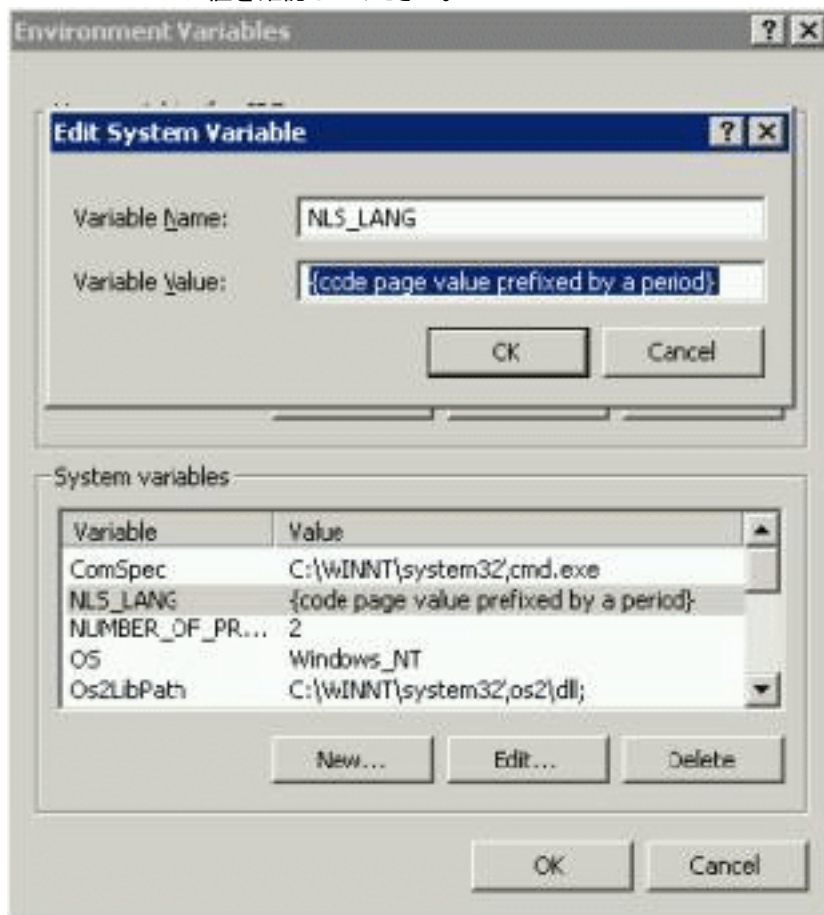 Environment Variables
Edit System Variable
Variable Name:
NLS_LANG
Variable Value:
{code page value prefixed by a period}
OK
Cancel
System variables
Variable Value
ComSpec C:\WINNT\system32\cmd.exe
NLS_LANG {code page value prefixed by a period}
NUMBER_OF_PR... 2
OS Windows_NT
Os2LibPath C:\WINNT\system32\os2\dll;
New...
Edit...
Delete
OK
Cancel